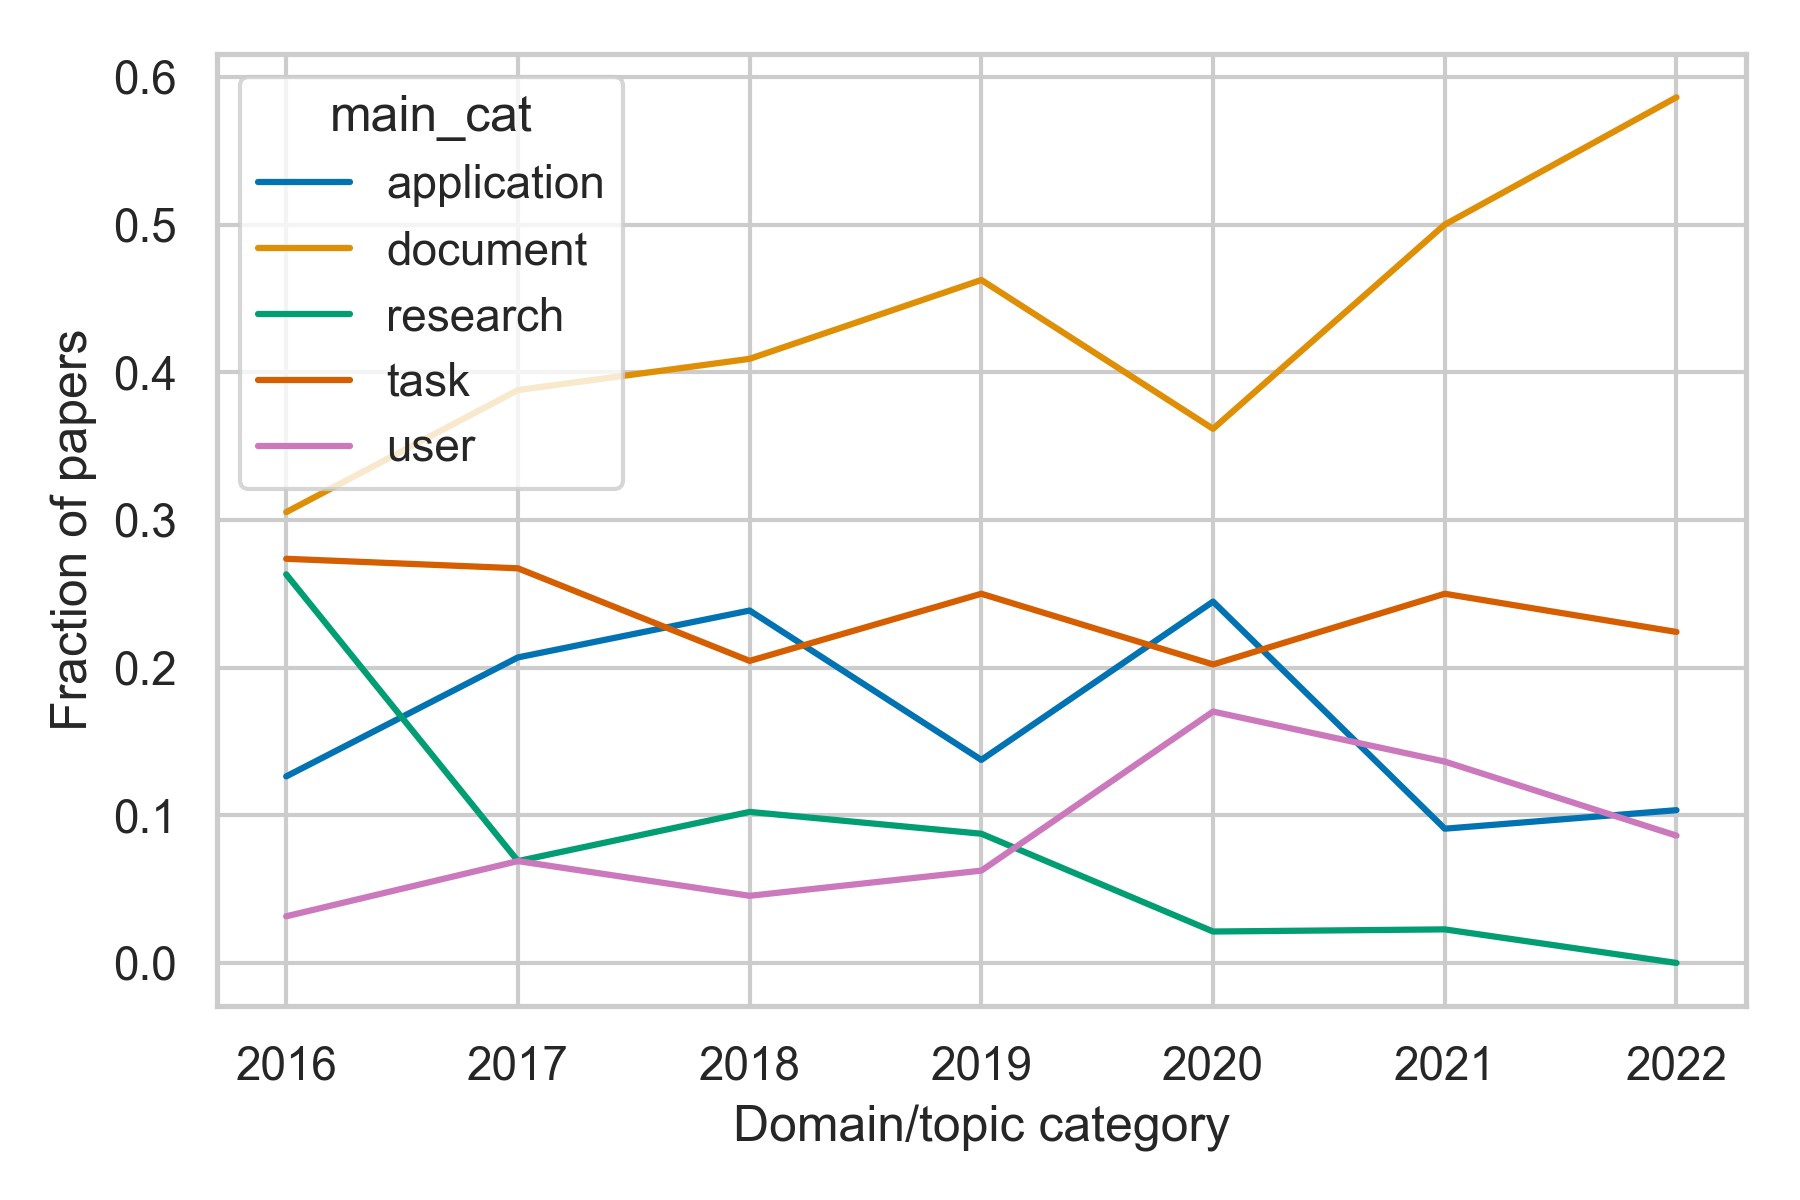 main_cat
application
document
research
task
user
Fraction of papers
0.6
0.5
0.4
0.3
0.2
0.1
0.0
2016 2017 2018 2019 2020 2021 2022
Domain/topic category